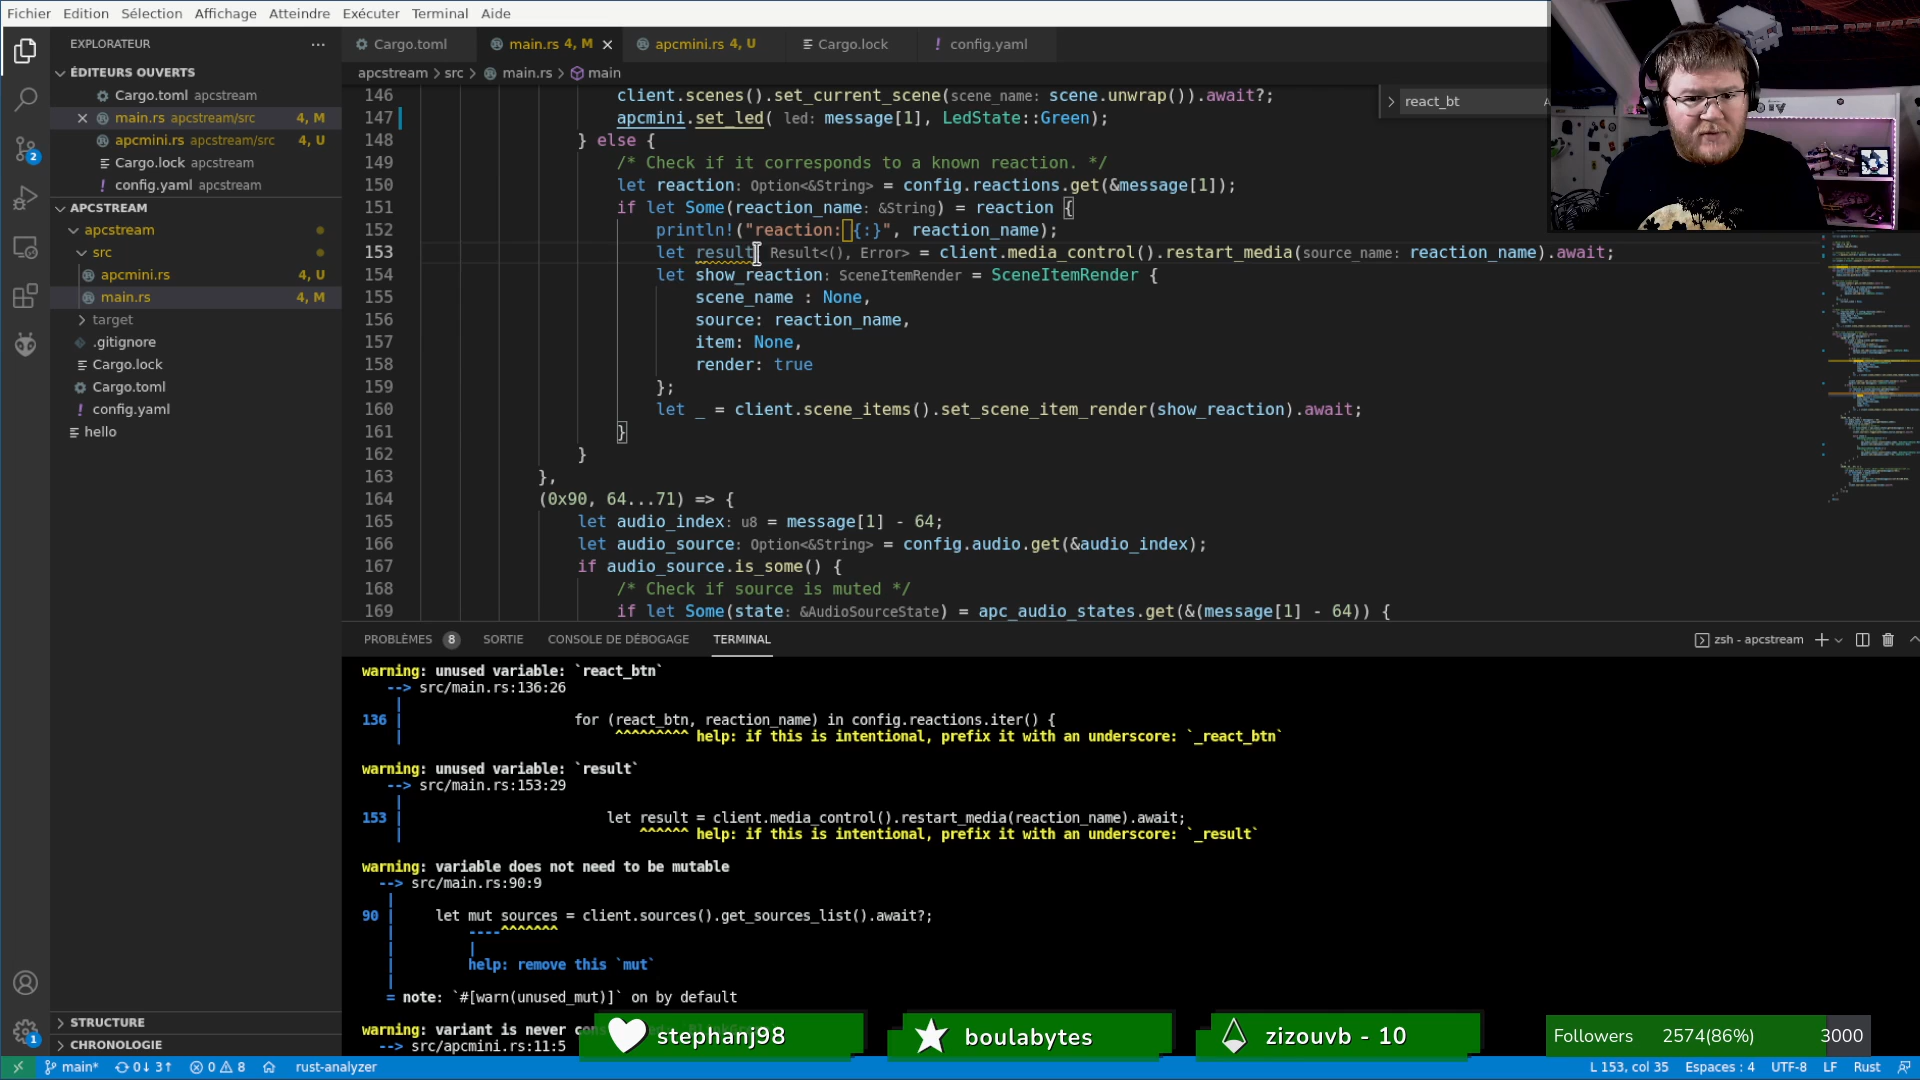 Fichier Edition Sélection Affichage Atteindre Exécuter Terminal Aide
EXPLORATEUR ...
ÉDITEURS OUVERTS
Cargo.toml apcstream
main.rs apcstream/src 4, M
apcmini.rs apcstream/src 4, U
Cargo.lock apcstream
! config.yaml apcstream
APCSTREAM
apcstream
src
apcmini.rs 4, U
main.rs 4, M
target
.gitignore
Cargo.lock
Cargo.toml
! config.yaml
hello
STRUCTURE
CHRONOLOGIE
2
1
Cargo.toml main.rs 4, M apcmini.rs 4, U Cargo.lock ! config.yaml
apcstream > src > main.rs > main
react_bt
146 client.scenes().set_current_scene(scene_name: scene.unwrap()).await?;
147 apcmini.set_led( led: message[1], LedState::Green);
148 } else {
149 /* Check if it corresponds to a known reaction. */
150 let reaction: Option<&String> = config.reactions.get(&message[1]);
151 if let Some(reaction_name: &String) = reaction {
152 println!("reaction: {:}", reaction_name);
153 let result: Result<(), Error> = client.media_control().restart_media(source_name: reaction_name).await;
154 let show_reaction: SceneItemRender = SceneItemRender {
155 scene_name : None,
156 source: reaction_name,
157 item: None,
158 render: true
159 };
160 let _ = client.scene_items().set_scene_item_render(show_reaction).await;
161 }
162 }
163 },
164 (0x90, 64...71) => {
165 let audio_index: u8 = message[1] - 64;
166 let audio_source: Option<&String> = config.audio.get(&audio_index);
167 if audio_source.is_some() {
168 /* Check if source is muted */
169 if let Some(state: &AudioSourceState) = apc_audio_states.get(&(message[1] - 64)) {
PROBLÈMES 8 SORTIE CONSOLE DE DÉBOGAGE TERMINAL zsh - apcstream
warning: unused variable: `react_btn`
--> src/main.rs:136:26
|
136 | for (react_btn, reaction_name) in config.reactions.iter() {
| ^^^^^^^^^ help: if this is intentional, prefix it with an underscore: `_react_btn`
warning: unused variable: `result`
--> src/main.rs:153:29
|
153 | let result = client.media_control().restart_media(reaction_name).await;
| ^^^^^^ help: if this is intentional, prefix it with an underscore: `_result`
warning: variable does not need to be mutable
--> src/main.rs:90:9
|
90 | let mut sources = client.sources().get_sources_list().await?;
| ----^^^^^^^
| |
| help: remove this `mut`
|
= note: `#[warn(unused_mut)]` on by default
warning: variant is never
--> src/apcmini.rs:11:5
stephanj98
boulabytes
zizouvb - 10
Followers 2574(86%) 3000
main* 0↓ 3↑ 0 8 rust-analyzer L 153, col 35 Espaces : 4 UTF-8 LF Rust